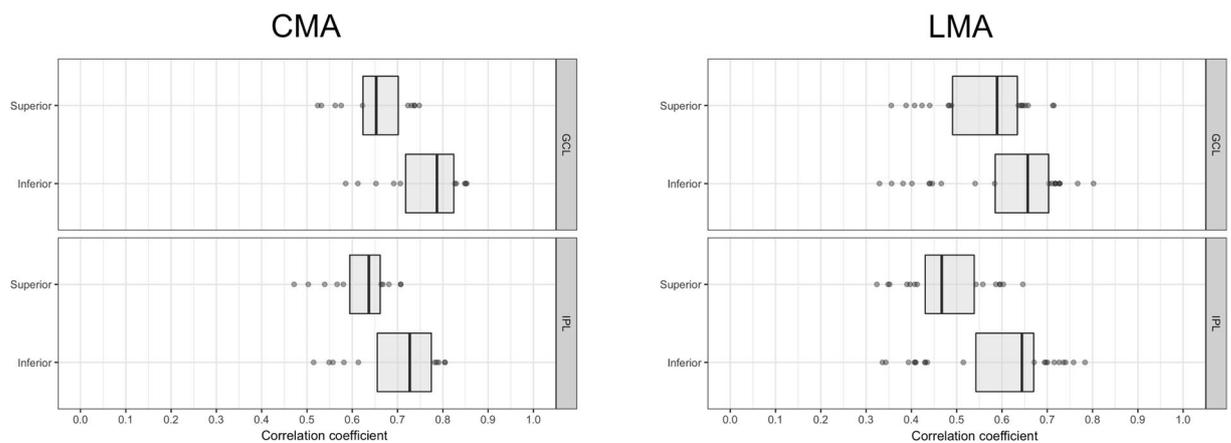 CMA
Superior
Inferior
GCL
Superior
Inferior
IPL
0.0 0.1 0.2 0.3 0.4 0.5 0.6 0.7 0.8 0.9 1.0
Correlation coefficient
LMA
Superior
Inferior
GCL
Superior
Inferior
IPL
0.0 0.1 0.2 0.3 0.4 0.5 0.6 0.7 0.8 0.9 1.0
Correlation coefficient